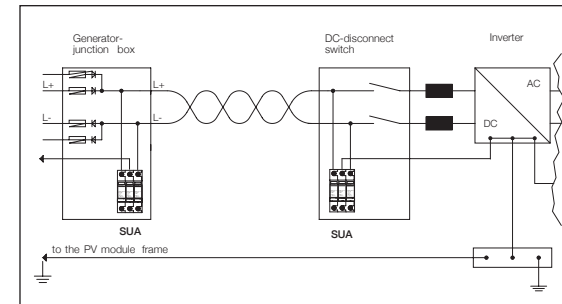 Generator-
junction box
DC-disconnect
switch
Inverter
L+
L+
L-
L-
AC
DC
SUA
SUA
to the PV module frame